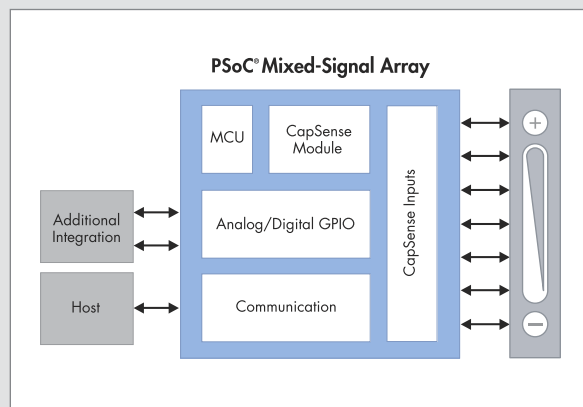 PSoC® Mixed-Signal Array
MCU
CapSense
Module
CapSense Inputs
Additional
Integration
Analog/Digital GPIO
Host
Communication
+
−